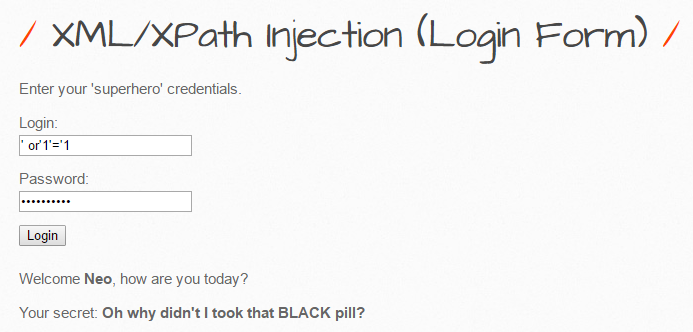 / XML/XPath Injection (Login Form) /
Enter your 'superhero' credentials.
Login:
' or'1'='1
Password:
••••••••••
Login
Welcome Neo, how are you today?
Your secret: Oh why didn't I took that BLACK pill?